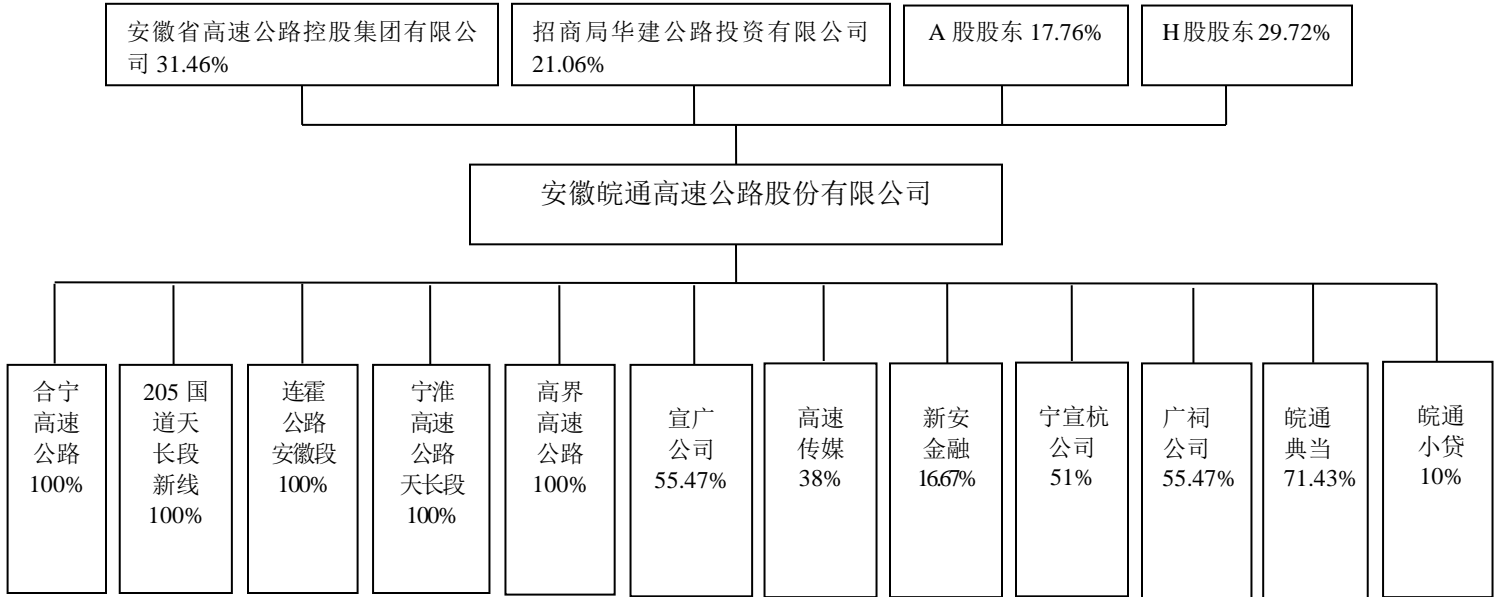 安徽省高速公路控股集团有限公
司 31.46%
招商局华建公路投资有限公司
21.06%
A 股股东 17.76%
H 股股东 29.72%
安徽皖通高速公路股份有限公司
合宁
高速
公路
100%
205 国
道天
长段
新线
100%
连霍
公路
安徽段
100%
宁淮
高速
公路
天长段
100%
高界
高速
公路
100%
宣广
公司
55.47%
高速
传媒
38%
新安
金融
16.67%
宁宣杭
公司
51%
广祠
公司
55.47%
皖通
典当
71.43%
皖通
小贷
10%